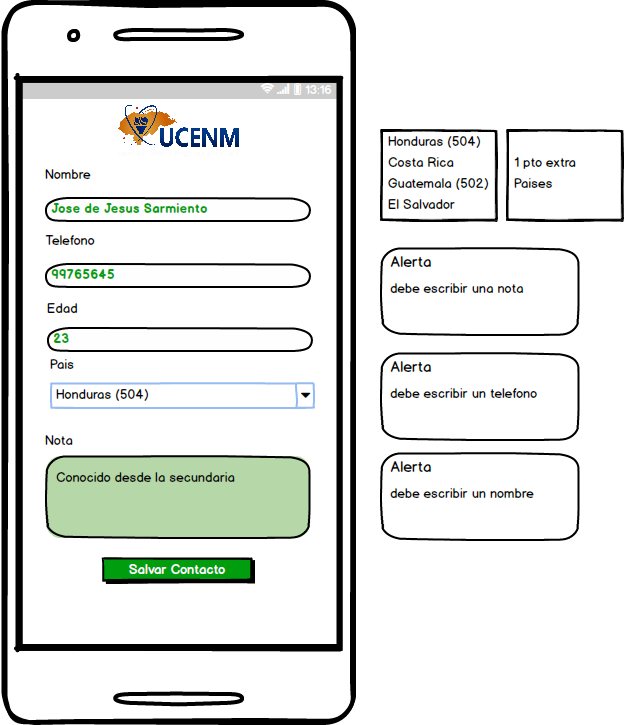 13:16
UCENM
Nombre
Jose de Jesus Sarmiento
Telefono
99765645
Edad
23
Pais
Honduras (504)
Nota
Conocido desde la secundaria
Salvar Contacto
Honduras (504)
Costa Rica
Guatemala (502)
El Salvador
1 pto extra
Paises
Alerta
debe escribir una nota
Alerta
debe escribir un telefono
Alerta
debe escribir un nombre